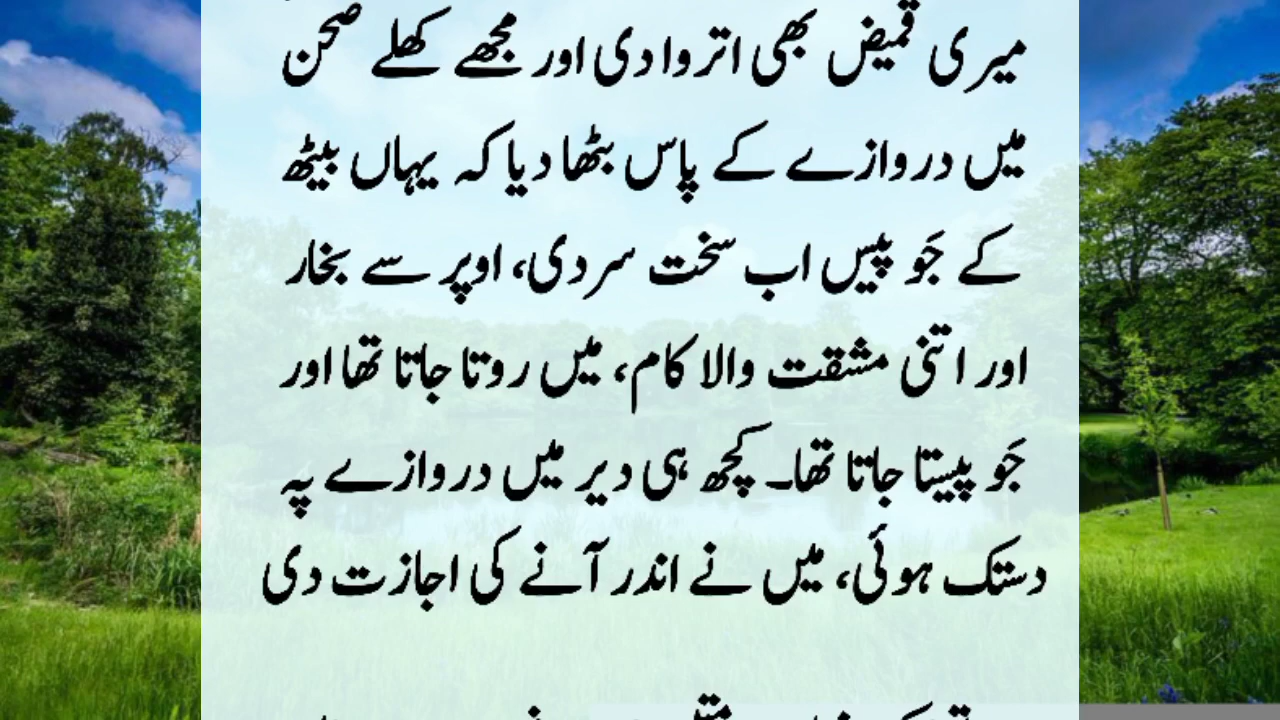 میری قمیض بھی اتروا دی اور مجھے کھلے صحن
میں دروازے کے پاس بٹھا دیا کہ یہاں بیٹھ
کے جَو پیس اب سخت سردی، اوپر سے بخار
اور اتنی مشقت والا کام، میں روتا جاتا تھا اور
جَو پیستا جاتا تھا۔ کچھ ہی دیر میں دروازے پہ
دستک ہوئی، میں نے اندر آنے کی اجازت دی